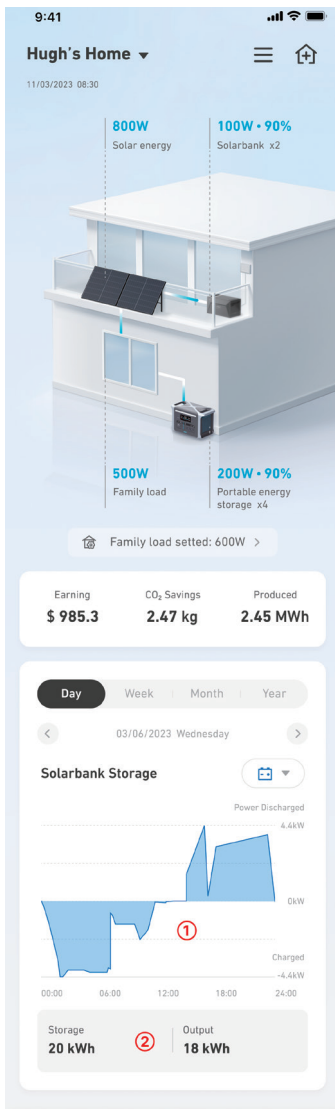 9:41
Hugh's Home
11/03/2023 08:30
800W
Solar energy
100W • 90%
Solarbank x2
500W
Family load
200W • 90%
Portable energy
storage x4
Family load setted: 600W >
Earning
$ 985.3
CO₂ Savings
2.47 kg
Produced
2.45 MWh
Day
Week
Month
Year
< 03/06/2023 Wednesday >
Solarbank Storage
Power Discharged
4.4kW
0kW
①
Charged
-4.4kW
00:00 06:00 12:00 18:00 24:00
Storage
20 kWh
②
Output
18 kWh